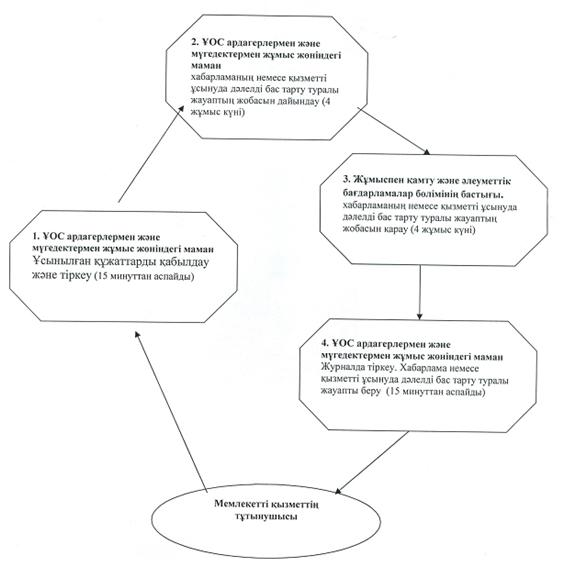 2. ҰОС ардагерлермен және
мүгедектермен жұмыс жөніндегі
маман
хабарламаның немесе қызметті
ұсынуда дәлелді бас тарту туралы
жауаптың жобасын дайындау (4
жұмыс күні)
3. Жұмыспен қамту және әлеуметтік
бағдарламалар бөлімінің бастығы.
хабарламаның немесе қызметті ұсынуда
дәлелді бас тарту туралы жауаптың
жобасын қарау (4 жұмыс күні)
1. ҰОС ардагерлермен және
мүгедектермен жұмыс жөніндегі маман
Ұсынылған құжаттарды қабылдау
және тіркеу (15 минуттан аспайды)
4. ҰОС ардагерлермен және
мүгедектермен жұмыс жөніндегі маман
Журналда тіркеу. Хабарлама немесе
қызметті ұсынуда дәлелді бас тарту туралы
жауапты беру (15 минуттан аспайды)
Мемлекетті қызметтің
тұтынушысы